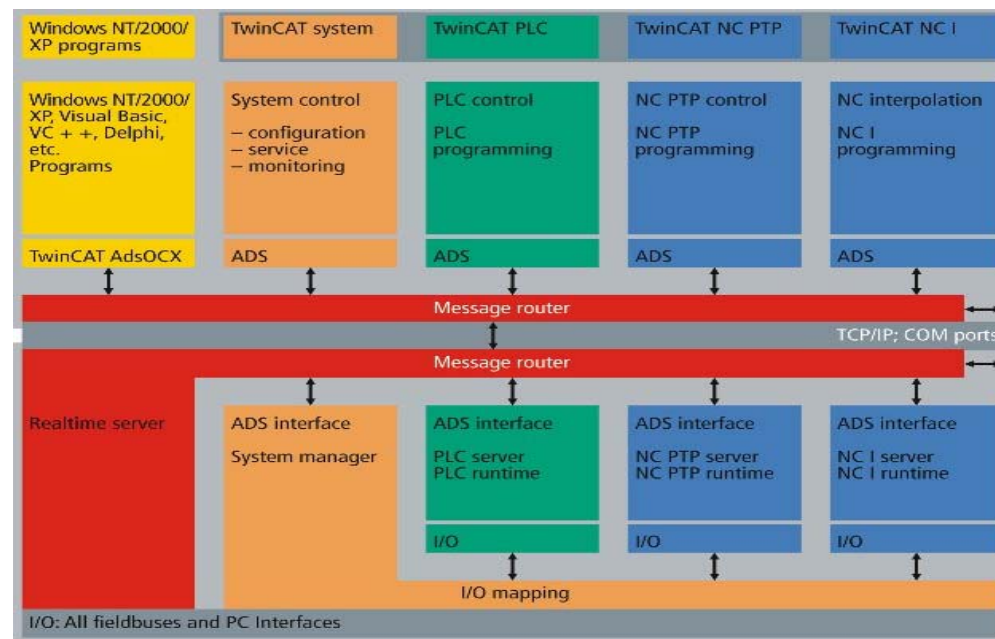 Windows NT/2000/
XP programs
TwinCAT system
TwinCAT PLC
TwinCAT NC PTP
TwinCAT NC I
Windows NT/2000/
XP, Visual Basic,
VC + +, Delphi,
etc.
Programs
System control
– configuration
– service
– monitoring
PLC control
PLC
programming
NC PTP control
NC PTP
programming
NC interpolation
NC I
programming
TwinCAT AdsOCX
ADS
ADS
ADS
ADS
Message router
TCP/IP; COM ports
Message router
Realtime server
ADS interface
System manager
ADS interface
PLC server
PLC runtime
ADS interface
NC PTP server
NC PTP runtime
ADS interface
NC I server
NC I runtime
I/O
I/O
I/O
I/O mapping
I/O: All fieldbuses and PC Interfaces